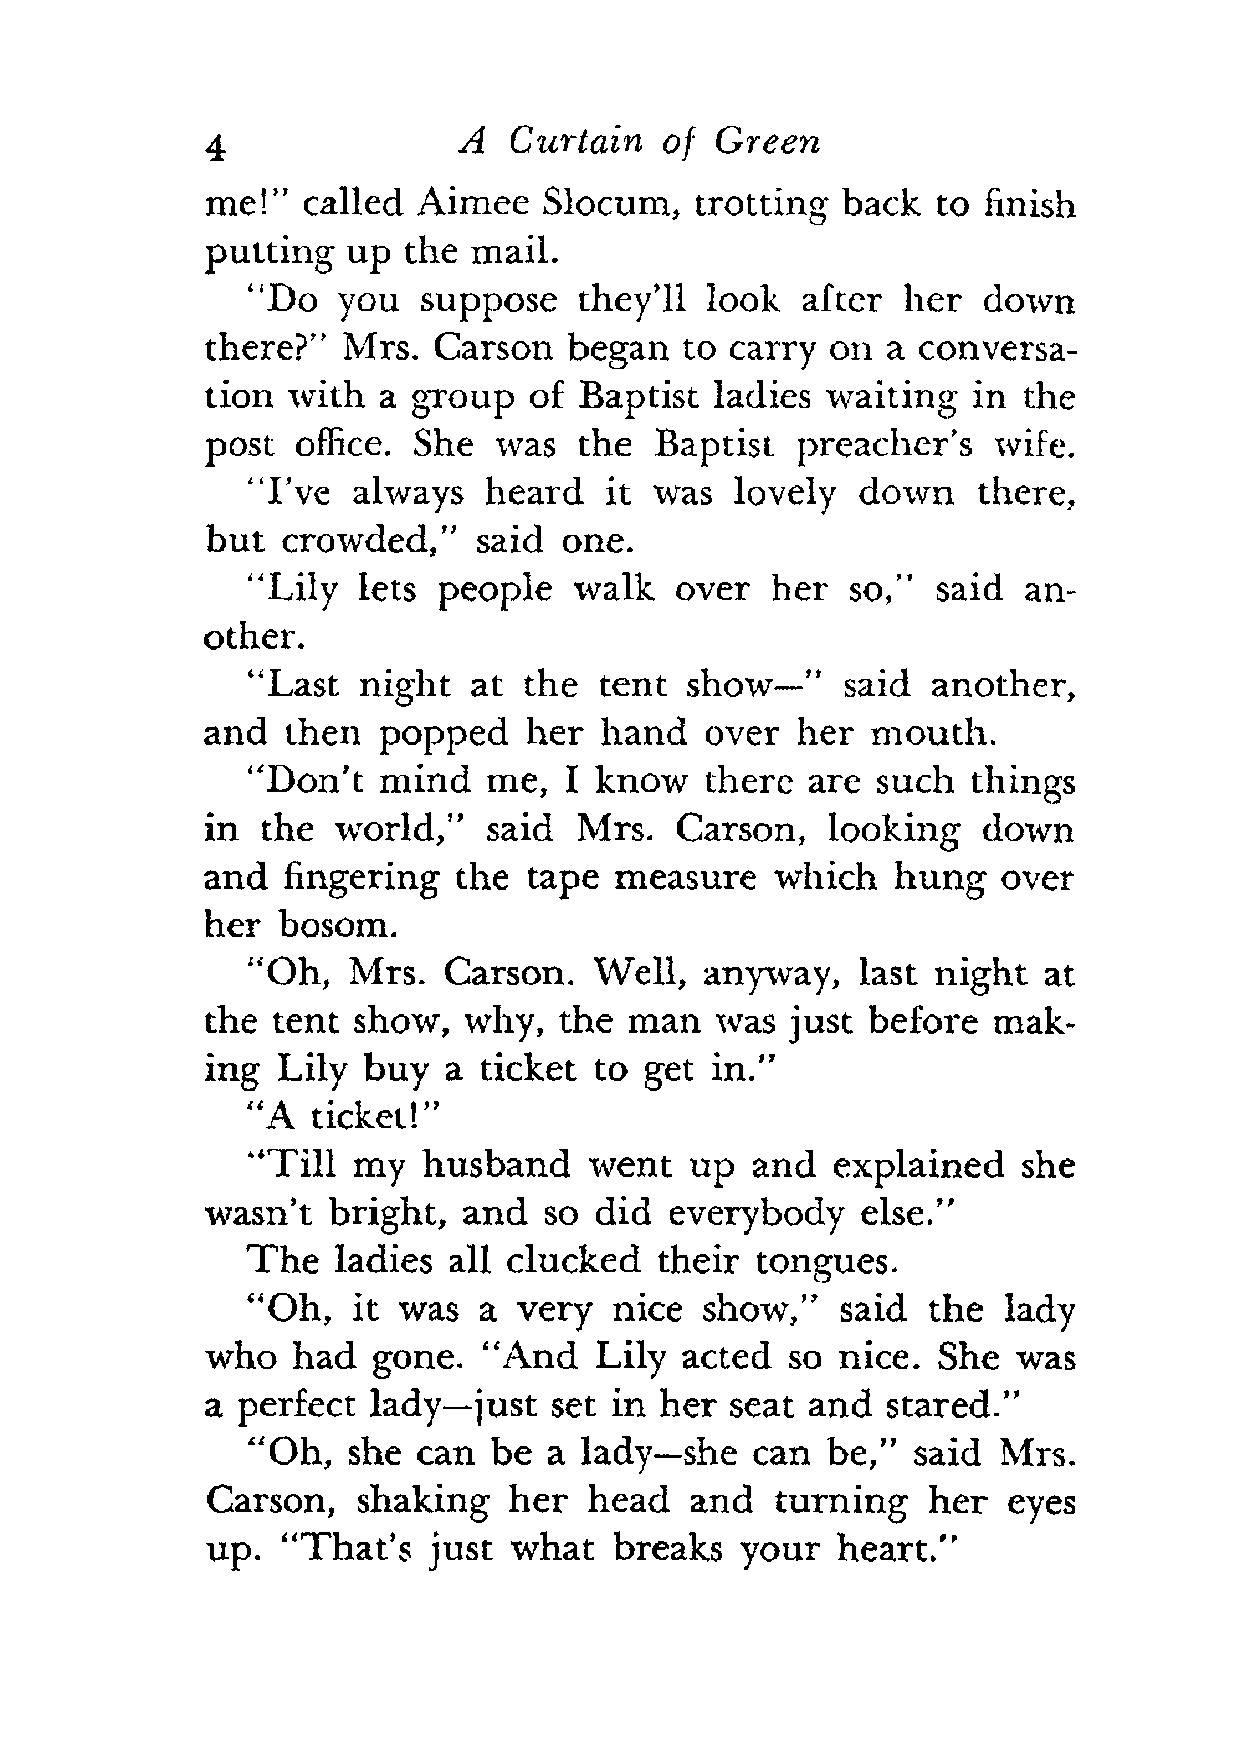 4 A Curtain of Green
me!" called Aimee Slocum, trotting back to finish
putting up the mail.
"Do you suppose they'll look after her down
there?" Mrs. Carson began to carry on a conversa-
tion with a group of Baptist ladies waiting in the
post office. She was the Baptist preacher's wife.
"I've always heard it was lovely down there,
but crowded," said one.
"Lily lets people walk over her so," said an-
other.
"Last night at the tent show—" said another,
and then popped her hand over her mouth.
"Don't mind me, I know there are such things
in the world," said Mrs. Carson, looking down
and fingering the tape measure which hung over
her bosom.
"Oh, Mrs. Carson. Well, anyway, last night at
the tent show, why, the man was just before mak-
ing Lily buy a ticket to get in."
"A ticket!"
"Till my husband went up and explained she
wasn't bright, and so did everybody else."
The ladies all clucked their tongues.
"Oh, it was a very nice show," said the lady
who had gone. "And Lily acted so nice. She was
a perfect lady—just set in her seat and stared."
"Oh, she can be a lady—she can be," said Mrs.
Carson, shaking her head and turning her eyes
up. "That's just what breaks your heart."